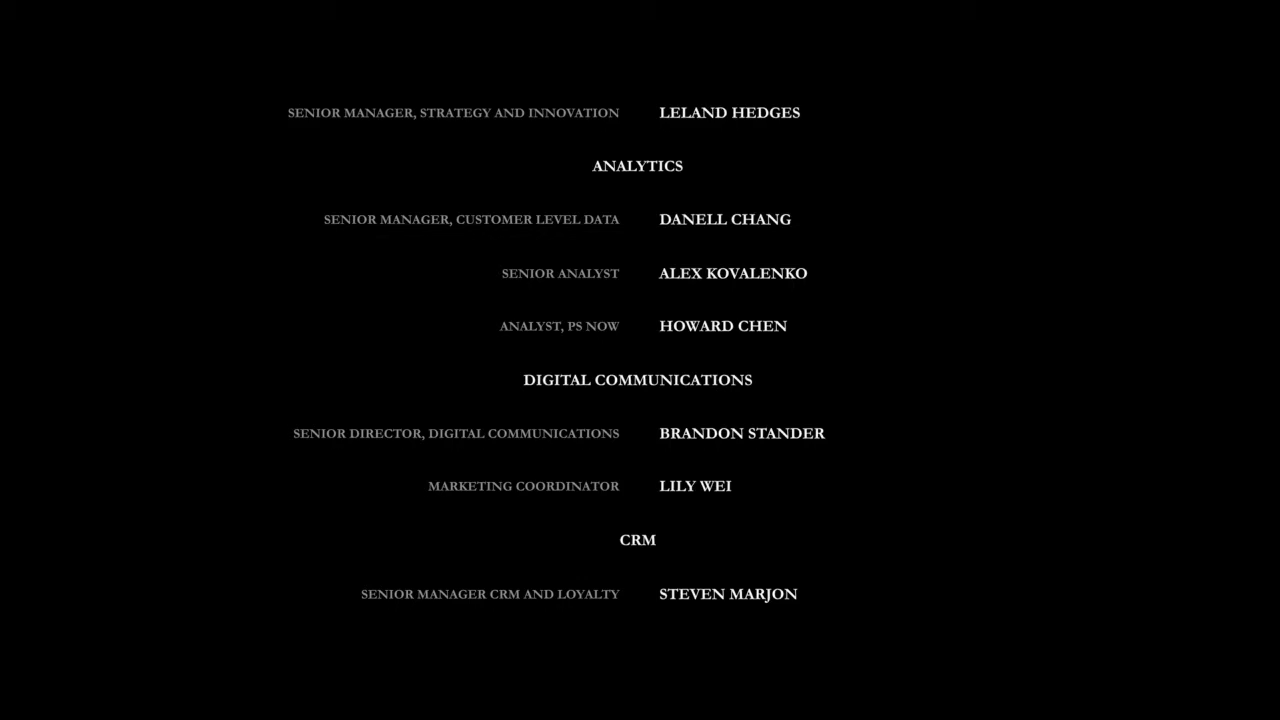 SENIOR MANAGER, STRATEGY AND INNOVATION LELAND HEDGES
ANALYTICS
SENIOR MANAGER, CUSTOMER LEVEL DATA DANELL CHANG
SENIOR ANALYST ALEX KOVALENKO
ANALYST, PS NOW HOWARD CHEN
DIGITAL COMMUNICATIONS
SENIOR DIRECTOR, DIGITAL COMMUNICATIONS BRANDON STANDER
MARKETING COORDINATOR LILY WEI
CRM
SENIOR MANAGER CRM AND LOYALTY STEVEN MARJON